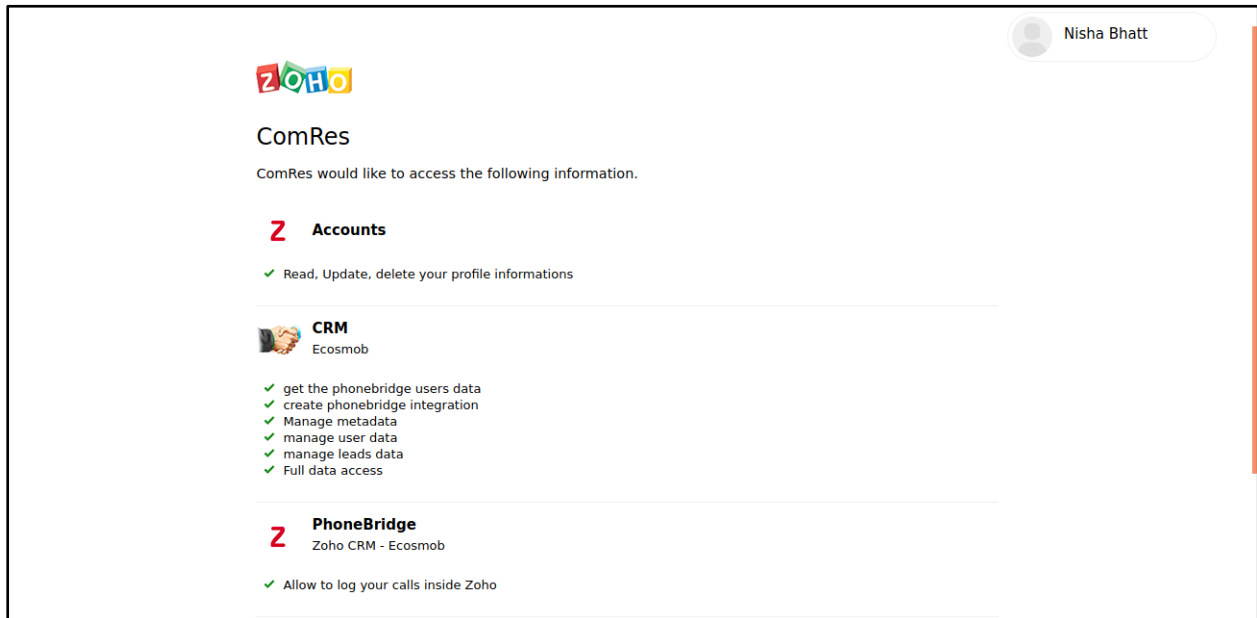 Nisha Bhatt
ZOHO
ComRes
ComRes would like to access the following information.
Z Accounts
Read, Update, delete your profile informations
CRM
Ecosmob
get the phonebridge users data
create phonebridge integration
Manage metadata
manage user data
manage leads data
Full data access
Z PhoneBridge
Zoho CRM - Ecosmob
Allow to log your calls inside Zoho